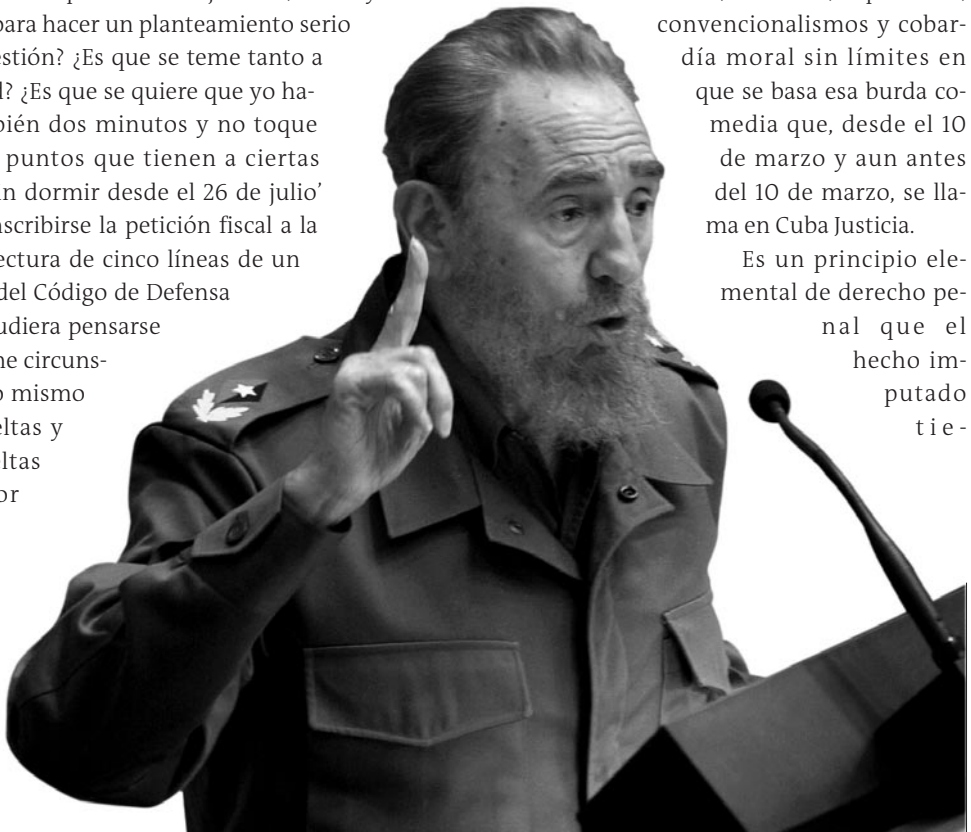 para hacer un planteamiento serio
estión? ¿Es que se teme tanto a
l? ¿Es que se quiere que yo ha-
bién dos minutos y no toque
puntos que tienen a ciertas
in dormir desde el 26 de julio’
nscribirse la petición fiscal a la
ectura de cinco líneas de un
del Código de Defensa
udiera pensarse
ne circuns-
o mismo
eltas y
eltas
or
convencionalismos y cobar-
día moral sin límites en
que se basa esa burda co-
media que, desde el 10
de marzo y aun antes
del 10 de marzo, se lla-
ma en Cuba Justicia.
Es un principio ele-
mental de derecho pe-
nal que el
hecho im-
putado
tie-